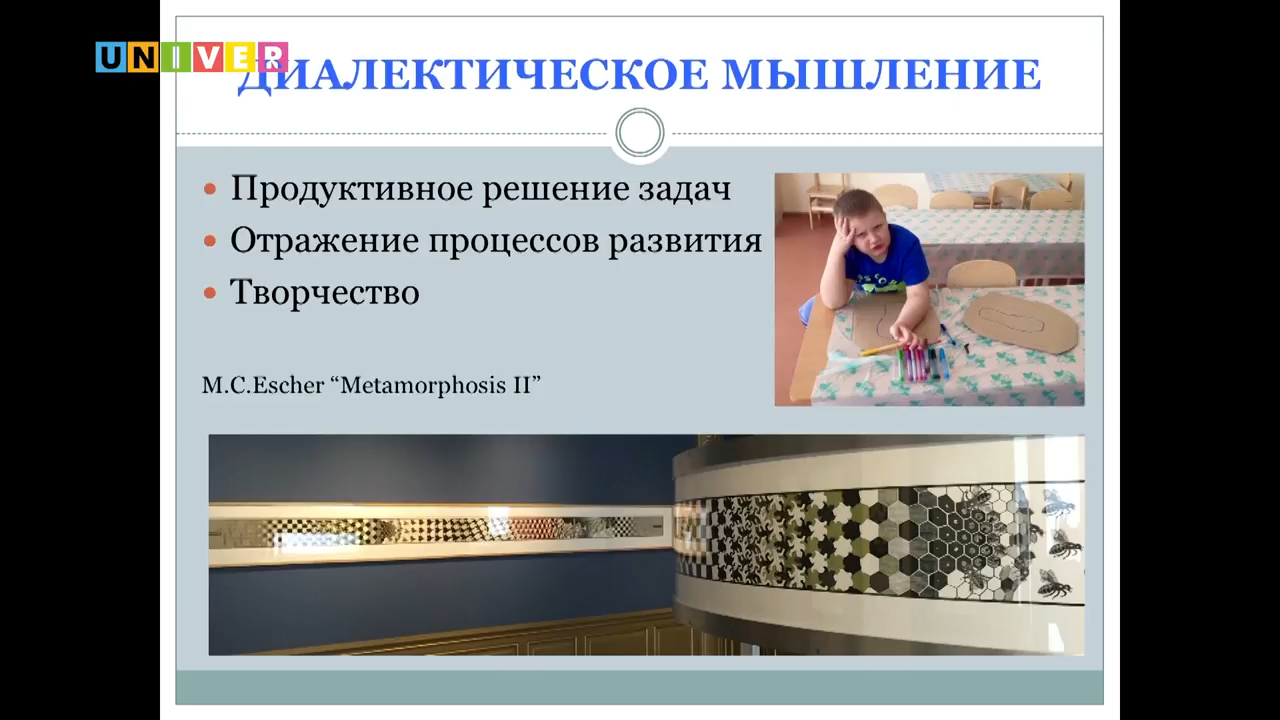 UNIVER
ДИАЛЕКТИЧЕСКОЕ МЫШЛЕНИЕ
Продуктивное решение задач
Отражение процессов развития
Творчество
M.C.Escher “Metamorphosis II”